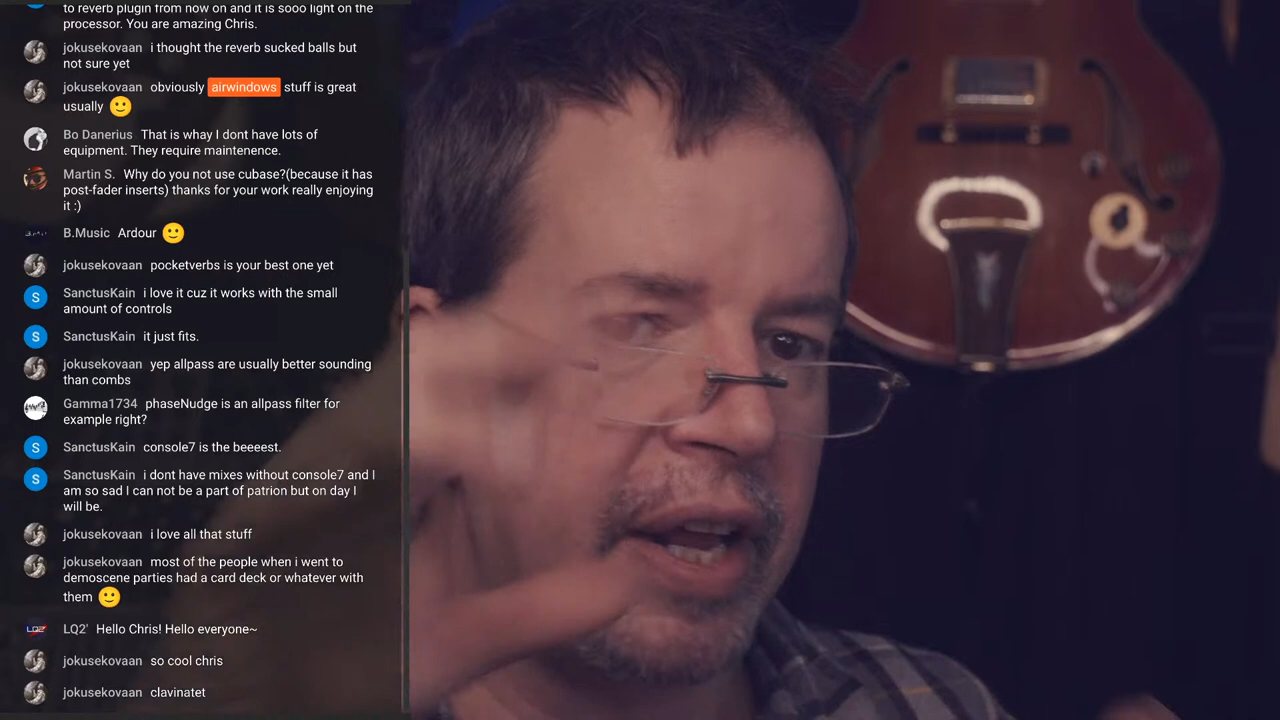 to reverb plugin from now on and it is sooo light on the
processor. You are amazing Chris.
jokusekovaan i thought the reverb sucked balls but
not sure yet
jokusekovaan obviously airwindows stuff is great
usually
Bo Danerius That is whay I dont have lots of
equipment. They require maintenence.
Martin S. Why do you not use cubase?(because it has
post-fader inserts) thanks for your work really enjoying
it :)
B.Music Ardour
jokusekovaan pocketverbs is your best one yet
S SanctusKain i love it cuz it works with the small
amount of controls
S SanctusKain it just fits.
jokusekovaan yep allpass are usually better sounding
than combs
Gamma1734 phaseNudge is an allpass filter for
example right?
S SanctusKain console7 is the beeeest.
S SanctusKain i dont have mixes without console7 and I
am so sad I can not be a part of patrion but on day I
will be.
jokusekovaan i love all that stuff
jokusekovaan most of the people when i went to
demoscene parties had a card deck or whatever with
them
LQ2' Hello Chris! Hello everyone~
jokusekovaan so cool chris
jokusekovaan clavinatet